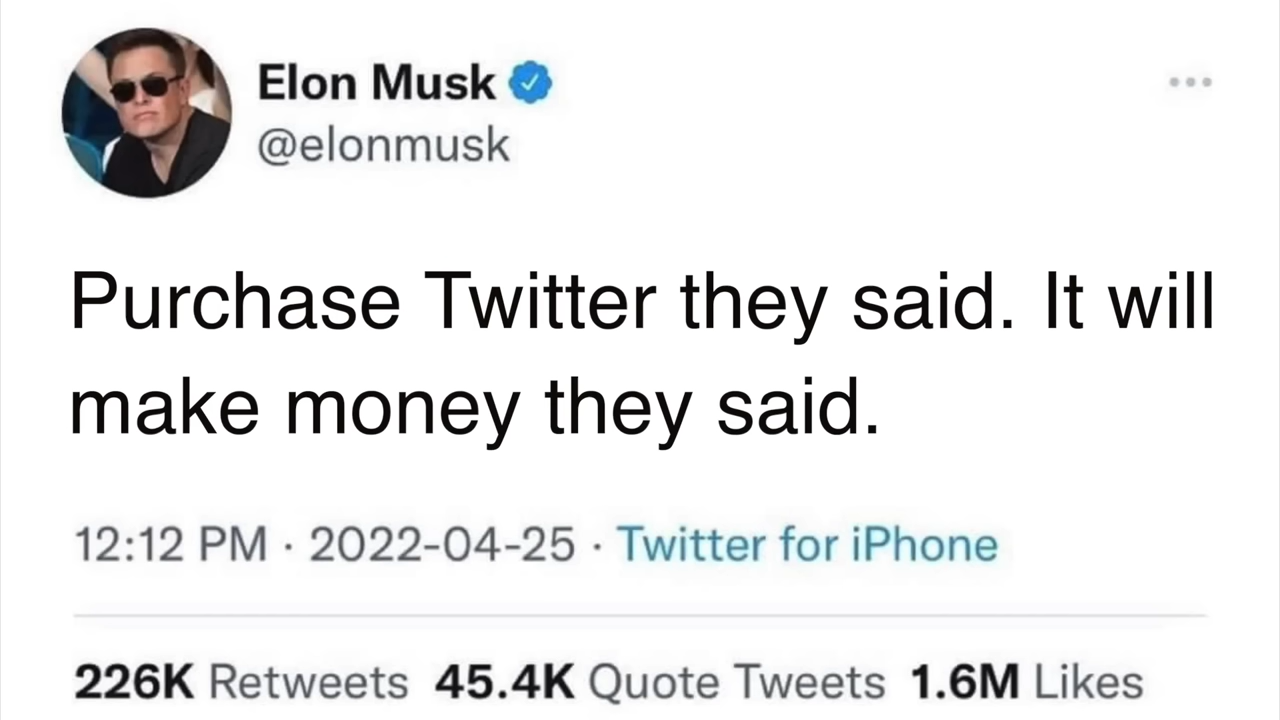 Elon Musk
@elonmusk
Purchase Twitter they said. It will
make money they said.
12:12 PM · 2022-04-25 · Twitter for iPhone
226K Retweets 45.4K Quote Tweets 1.6M Likes